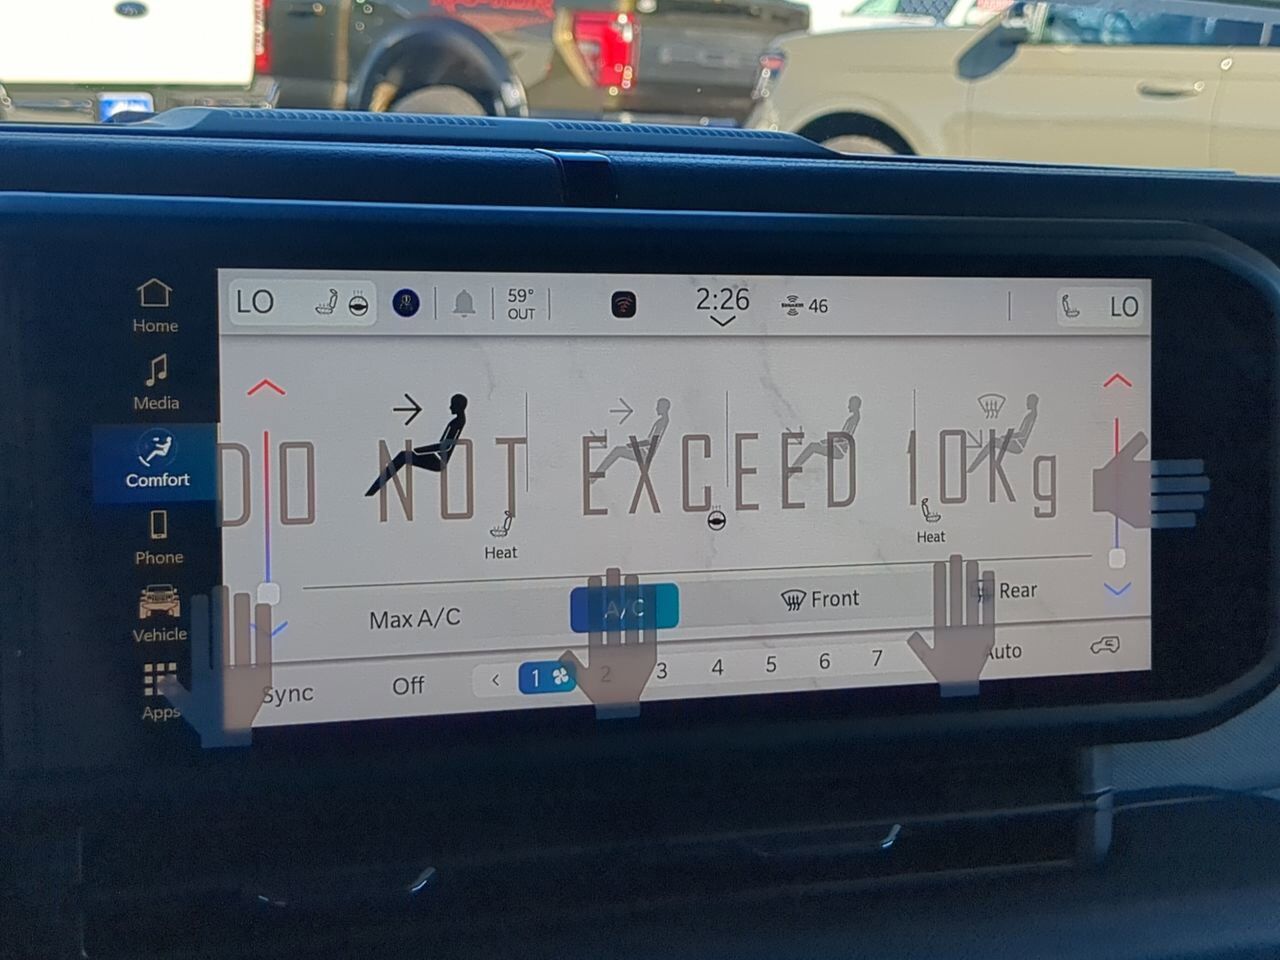 LO
59°
OUT
2:26
46
LO
Home
Media
Comfort
Phone
Vehicle
Apps
DO NOT EXCEED 10Kg
Heat
Heat
Max A/C
A/C
Front
Rear
Sync
Off
1
2
3
4
5
6
7
Auto